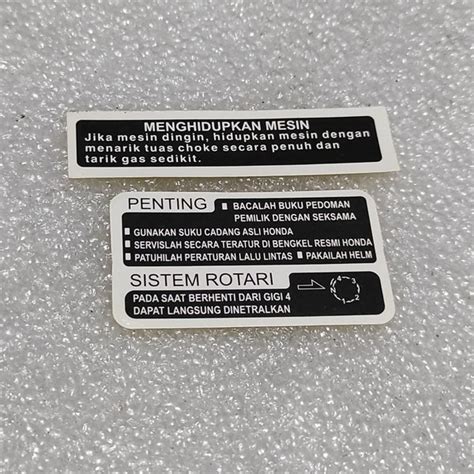 MENGHIDUPKAN MESIN
Jika mesin dingin, hidupkan mesin dengan
menarik tuas choke secara penuh dan
tarik gas sedikit.
PENTING ■ BACALAH BUKU PEDOMAN
PEMILIK DENGAN SEKSAMA
■ GUNAKAN SUKU CADANG ASLI HONDA
■ SERVISLAH SECARA TERATUR DI BENGKEL RESMI HONDA
■ PATUHILAH PERATURAN LALU LINTAS ■ PAKAILAH HELM
SISTEM ROTARI
PADA SAAT BERHENTI DARI GIGI 4
DAPAT LANGSUNG DINETRALKAN
4 3
N 2
1